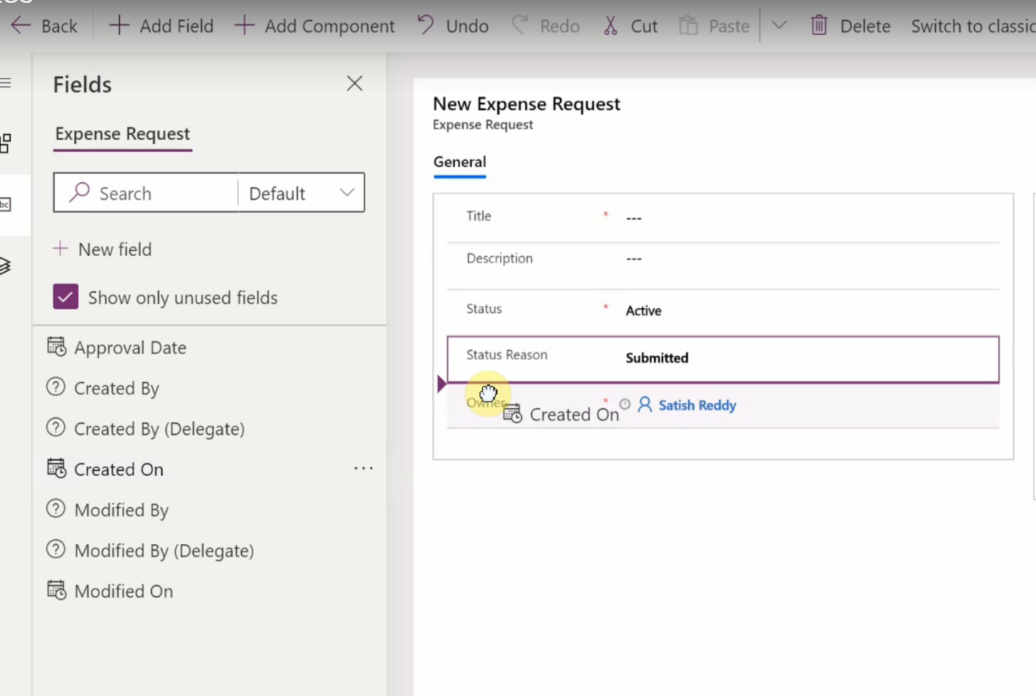 Back
Add Field
Add Component
Undo
Redo
Cut
Paste
Delete
Switch to classic
Fields
Expense Request
Search
Default
New field
Show only unused fields
Approval Date
Created By
Created By (Delegate)
Created On
Modified By
Modified By (Delegate)
Modified On
New Expense Request
Expense Request
General
Title * ---
Description ---
Status * Active
Status Reason Submitted
Owner * Satish Reddy
Created On